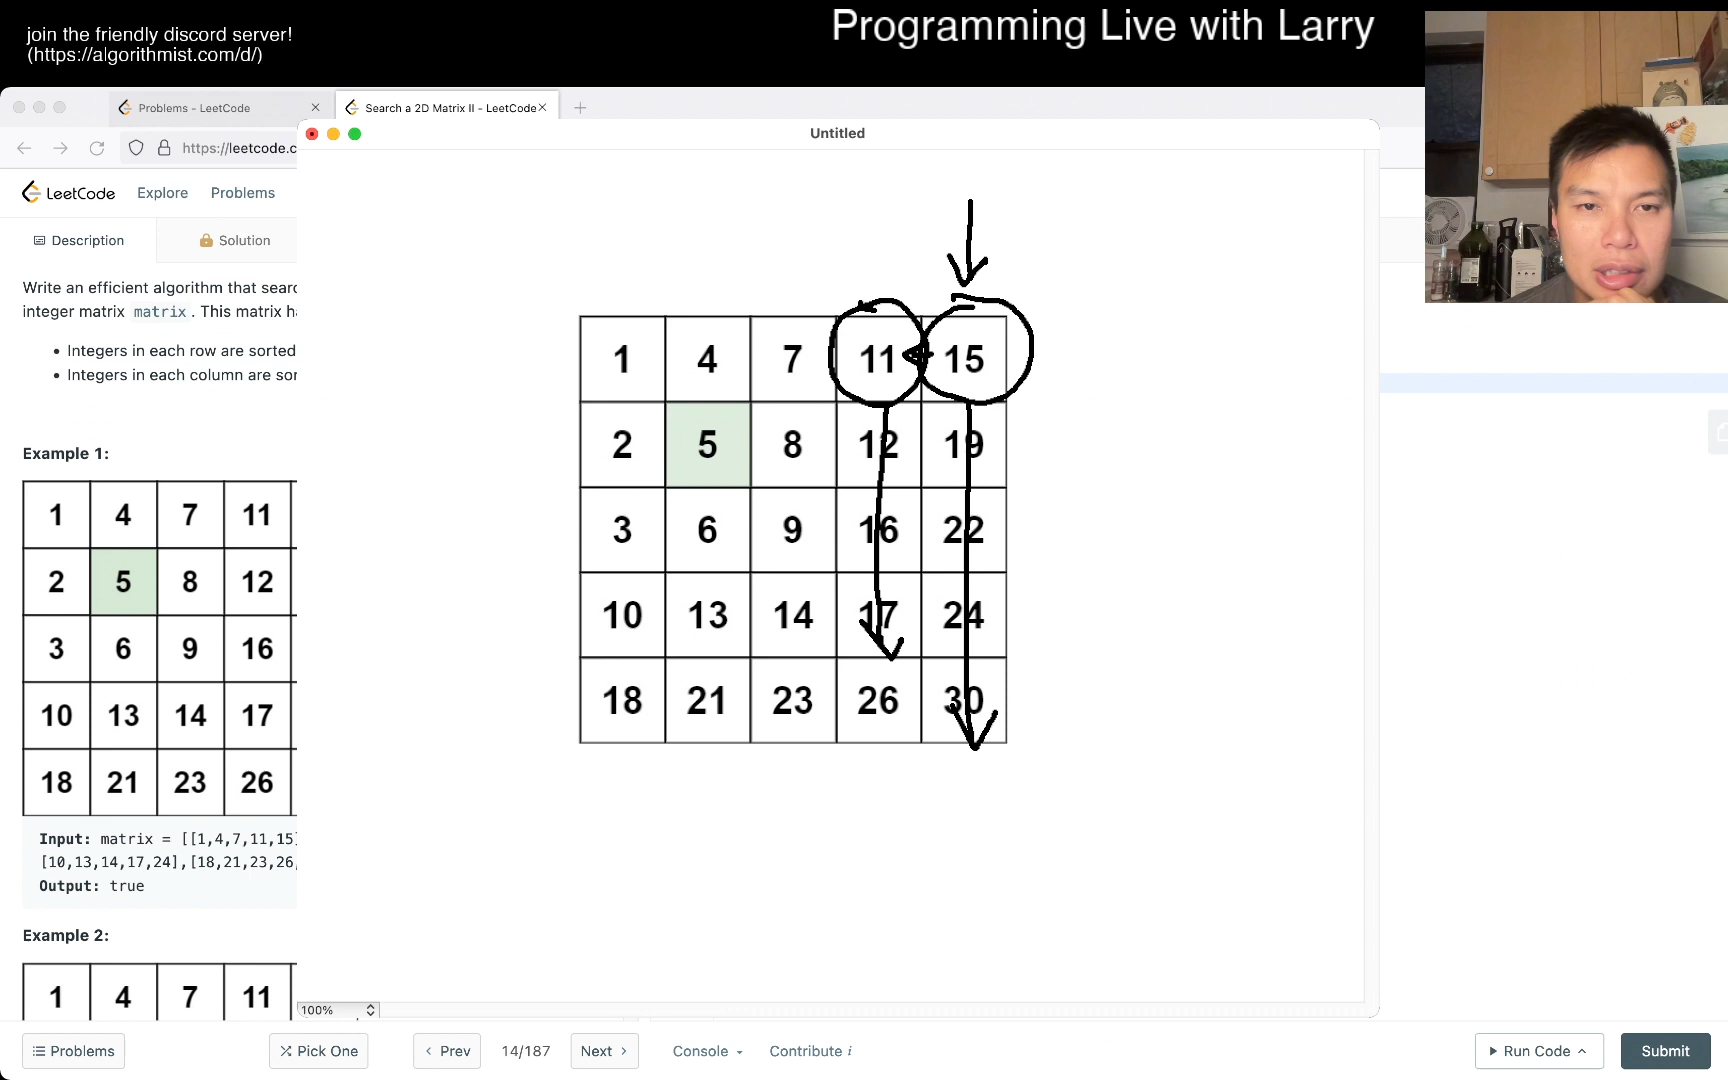 join the friendly discord server!
(https://algorithmist.com/d/)
Programming Live with Larry
Problems - LeetCode
Search a 2D Matrix II - LeetCode
https://leetcode.c
Untitled
LeetCode
Explore
Problems
Description
Solution
Write an efficient algorithm that searc
integer matrix matrix . This matrix ha
• Integers in each row are sorted
• Integers in each column are sor
Example 1:
1 4 7 11
2 5 8 12
3 6 9 16
10 13 14 17
18 21 23 26
Input: matrix = [[1,4,7,11,15]
[10,13,14,17,24],[18,21,23,26,
Output: true
Example 2:
1 4 7 11
1 4 7 11 15
2 5 8 12 19
3 6 9 16 22
10 13 14 17 24
18 21 23 26 30
100%
Problems
Pick One
Prev
14/187
Next
Console
Contribute i
Run Code
Submit